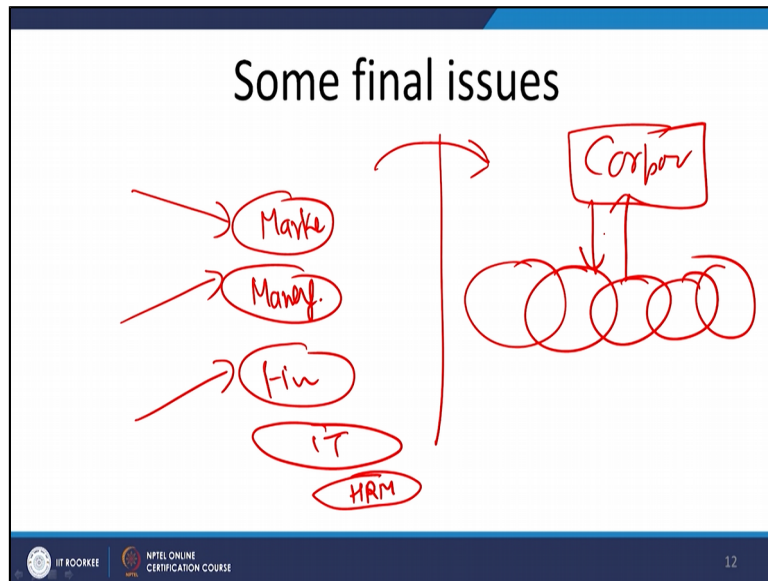 Some final issues
Corpor
Marke
Manuf.
Fin
IT
HRM
IIT ROORKEE
NPTEL ONLINE
CERTIFICATION COURSE
12